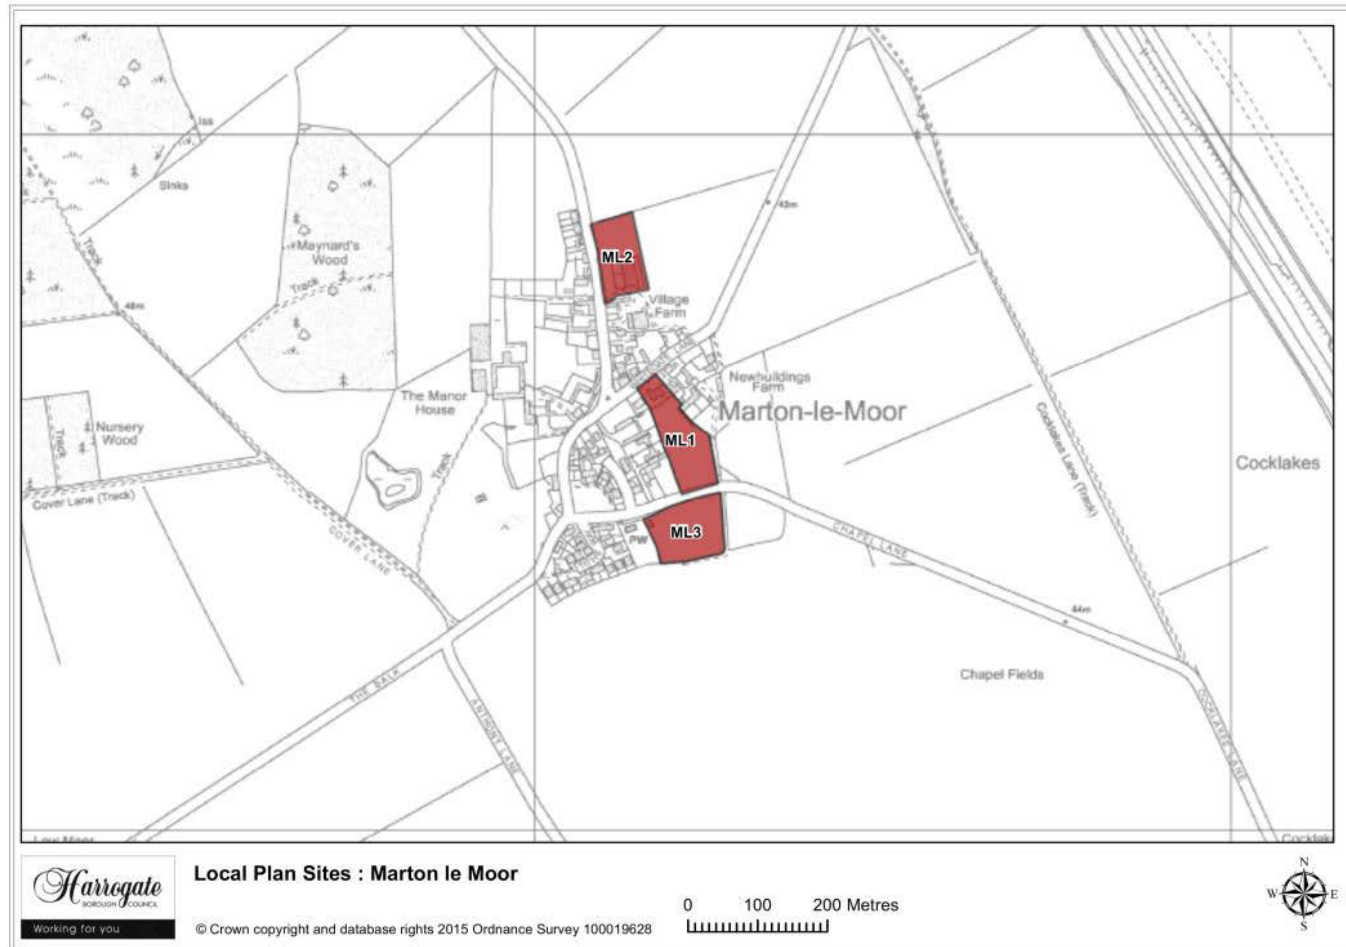 Iss
Sinks
Track
Maynard's
Wood
Track
48m
43m
ML2
Village
Farm
Newbuildings
Farm
The Manor
House
Marton-le-Moor
Nursery
Wood
Track
Track
ML1
Cocklakes Lane (Track)
Cocklakes
Cover Lane (Track)
COVER LANE
PW
ML3
CHAPEL LANE
44m
Chapel Fields
THE BALK
ANTHONY LANE
COCKLAKES LANE
Low Moor
Harrogate
BOROUGH COUNCIL
Working for you
Local Plan Sites : Marton le Moor
© Crown copyright and database rights 2015 Ordnance Survey 100019628
0 100 200 Metres
N
W E
S